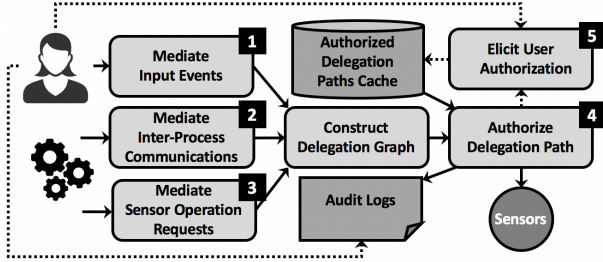 1
Mediate
Input Events
2
Mediate
Inter-Process
Communications
3
Mediate
Sensor Operation
Requests
Authorized
Delegation
Paths Cache
Construct
Delegation Graph
Audit Logs
5
Elicit User
Authorization
4
Authorize
Delegation Path
Sensors